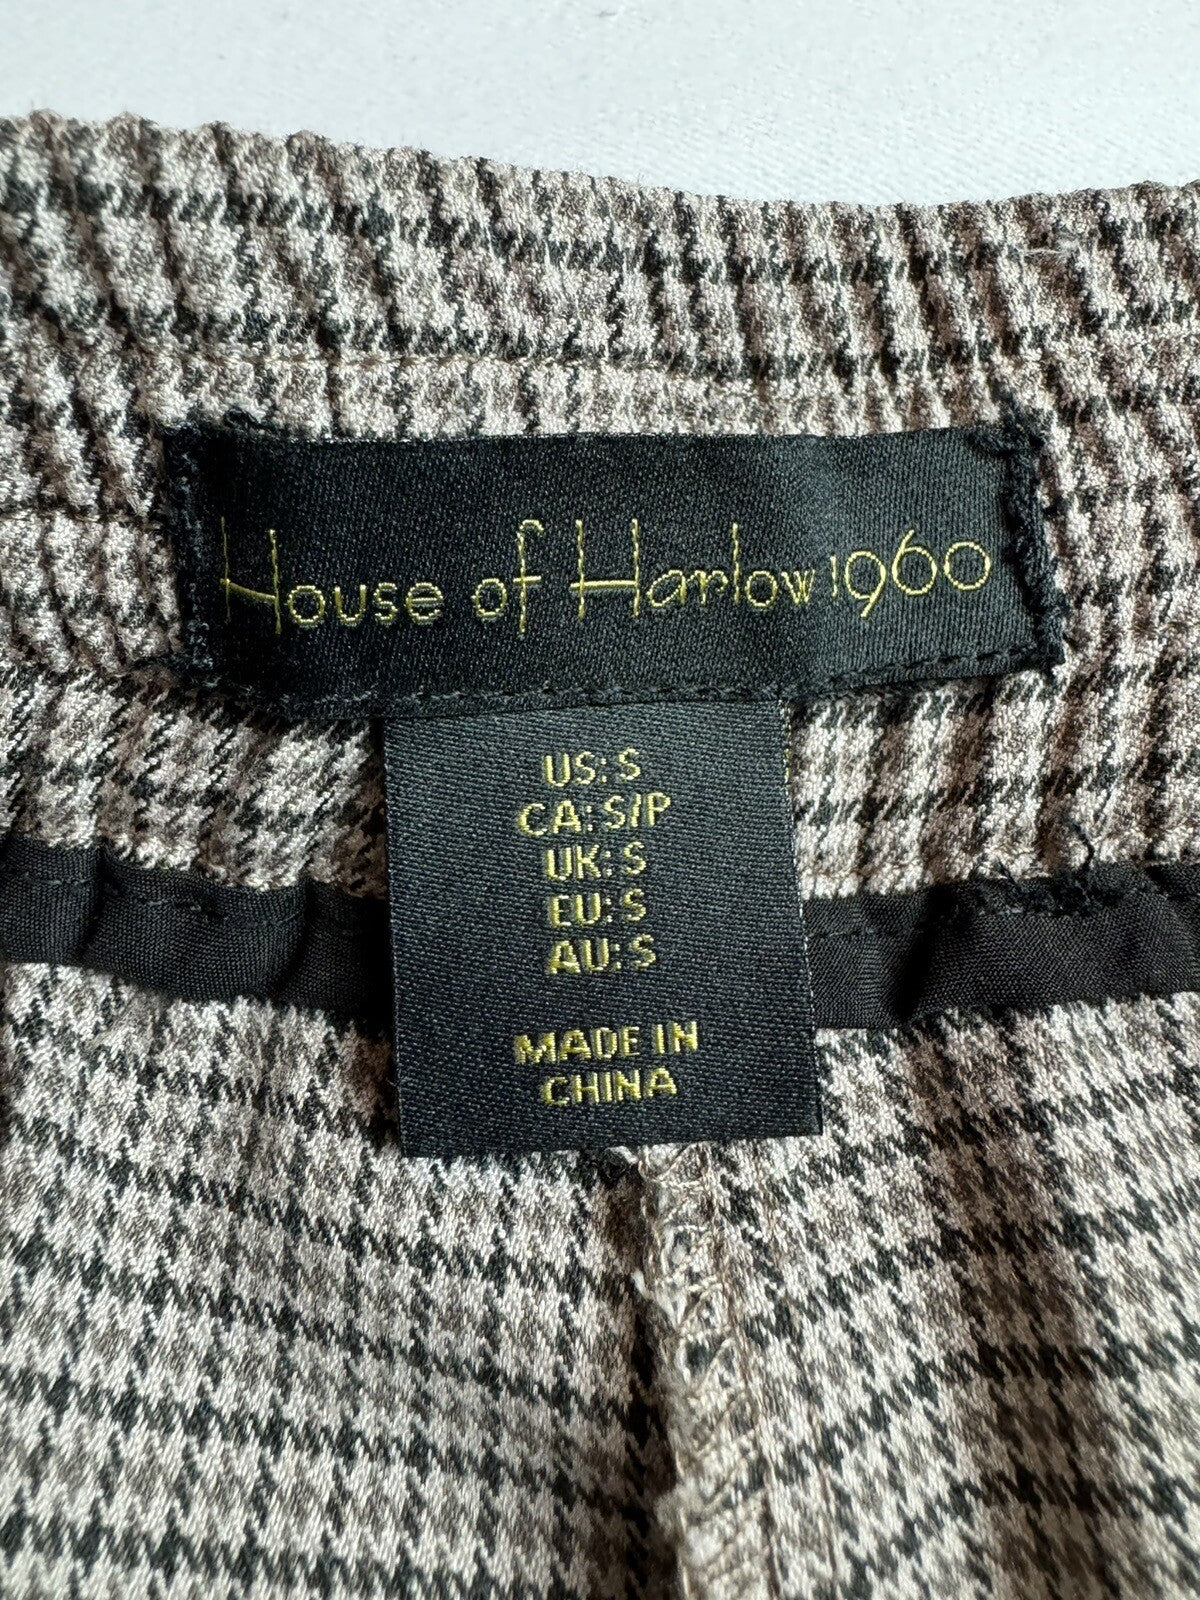 House of Harlow 1960
US: S
CA: S/P
UK: S
EU: S
AU: S
MADE IN
CHINA